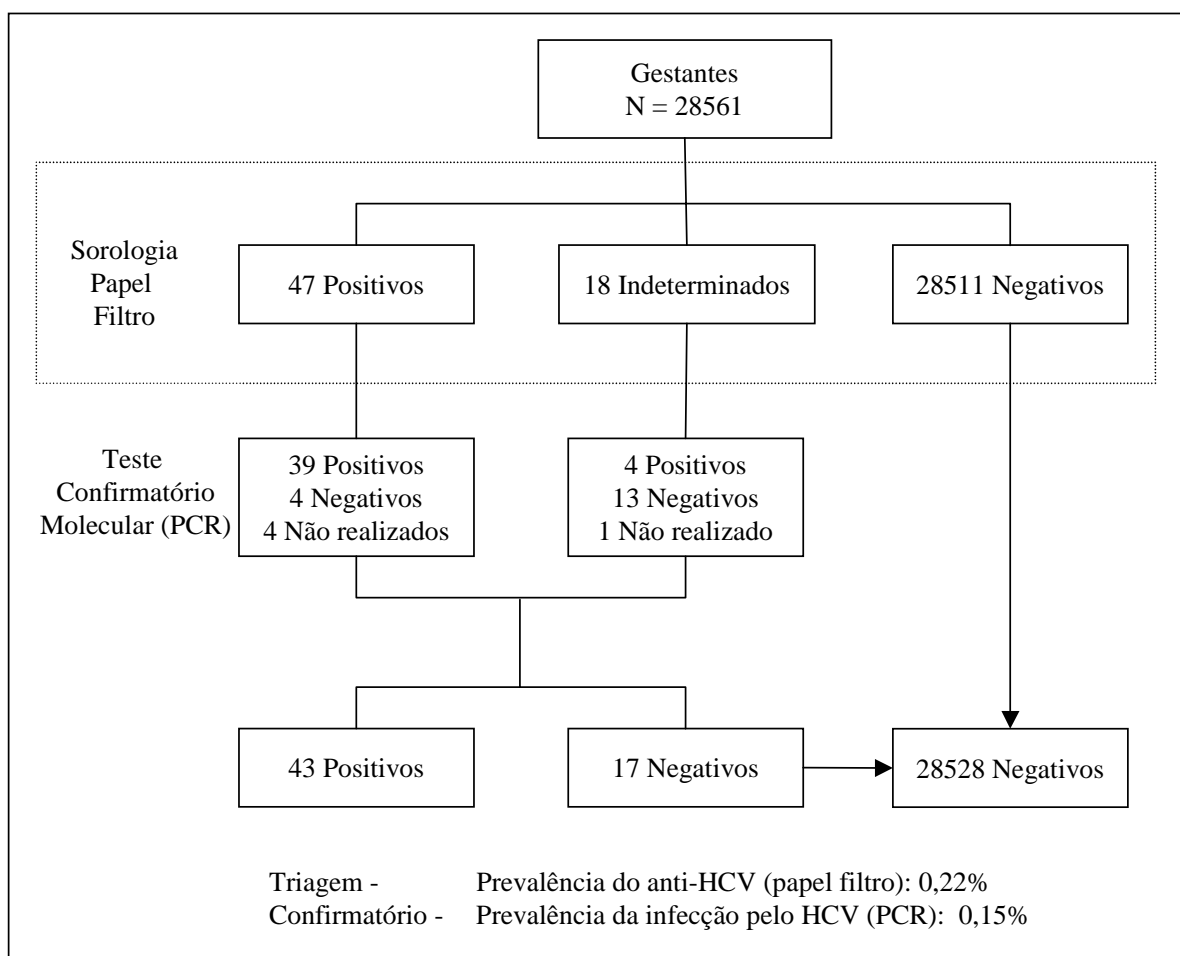 Gestantes
N = 28561
Sorologia
Papel
Filtro
47 Positivos
18 Indeterminados
28511 Negativos
Teste
Confirmatório
Molecular (PCR)
39 Positivos
4 Negativos
4 Não realizados
4 Positivos
13 Negativos
1 Não realizado
43 Positivos
17 Negativos
28528 Negativos
Triagem - Prevalência do anti-HCV (papel filtro): 0,22%
Confirmatório - Prevalência da infecção pelo HCV (PCR): 0,15%